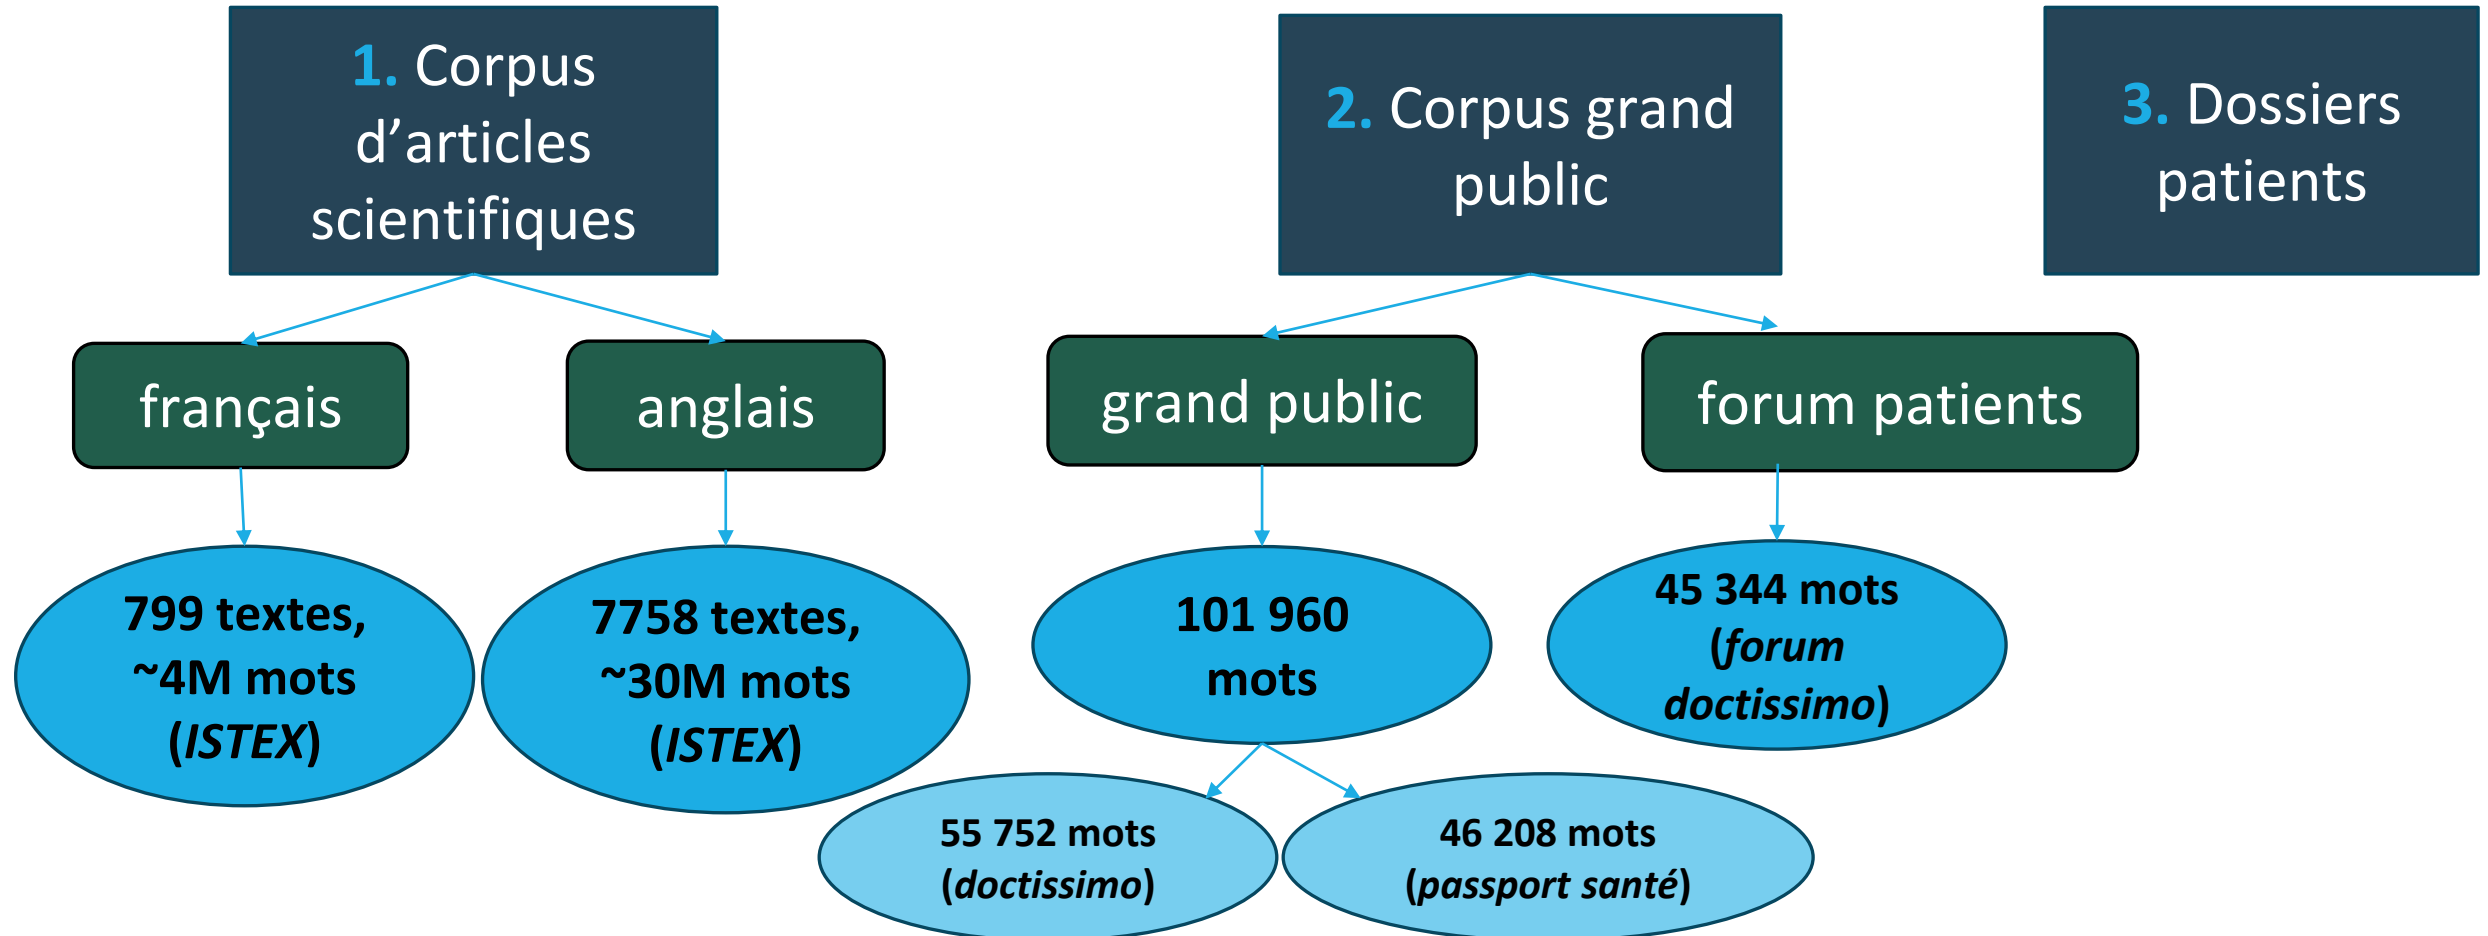 1. Corpus
d’articles
scientifiques
2. Corpus grand
public
3. Dossiers
patients
français
anglais
grand public
forum patients
799 textes,
~4M mots
(ISTEX)
7758 textes,
~30M mots
(ISTEX)
101 960
mots
45 344 mots
(forum
doctissimo)
55 752 mots
(doctissimo)
46 208 mots
(passport santé)